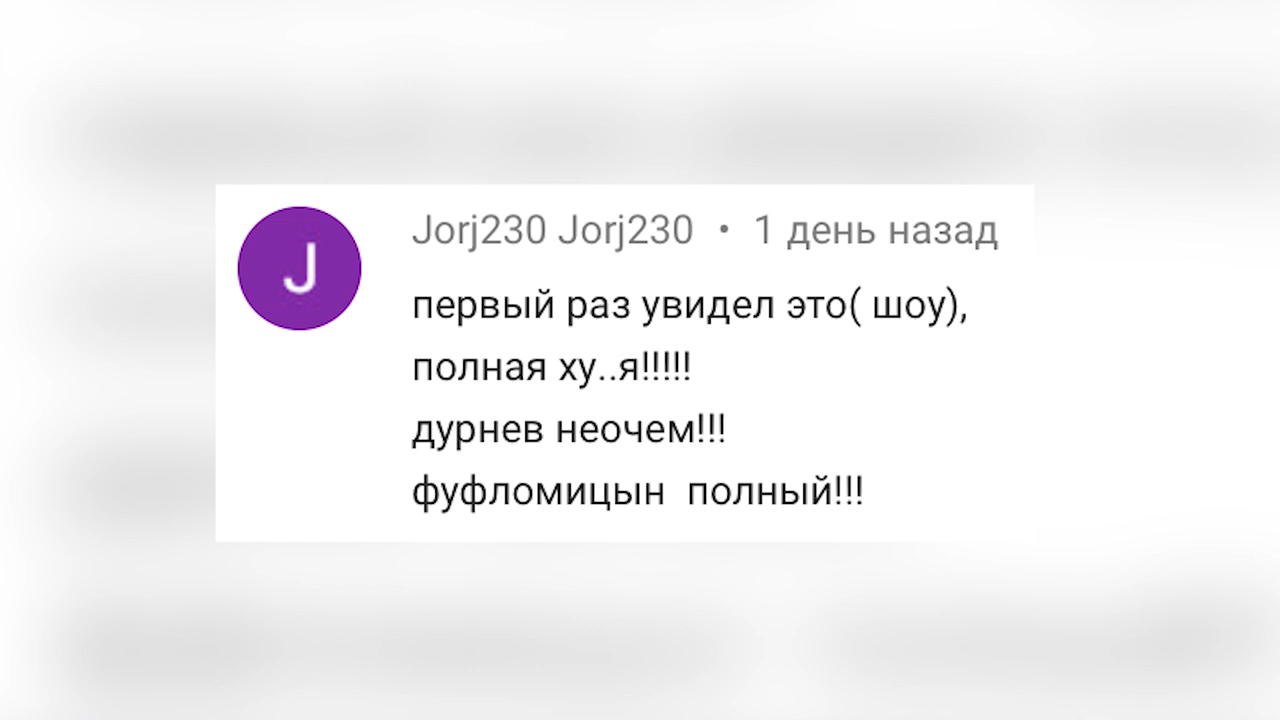 J
Jorj230 Jorj230 • 1 день назад
первый раз увидел это( шоу),
полная ху..я!!!!!
дурнев неочем!!!
фуфломицын  полный!!!